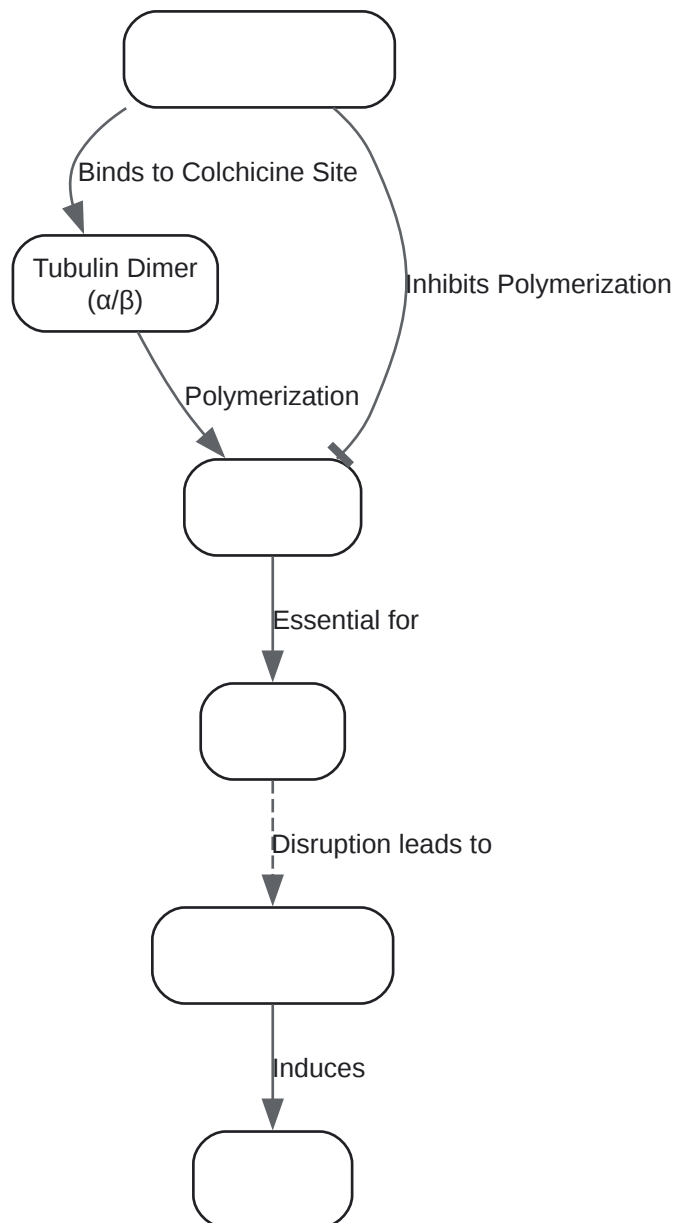 Binds to Colchicine Site
Tubulin Dimer
(α/β)
Inhibits Polymerization
Polymerization
Essential for
Disruption leads to
Induces